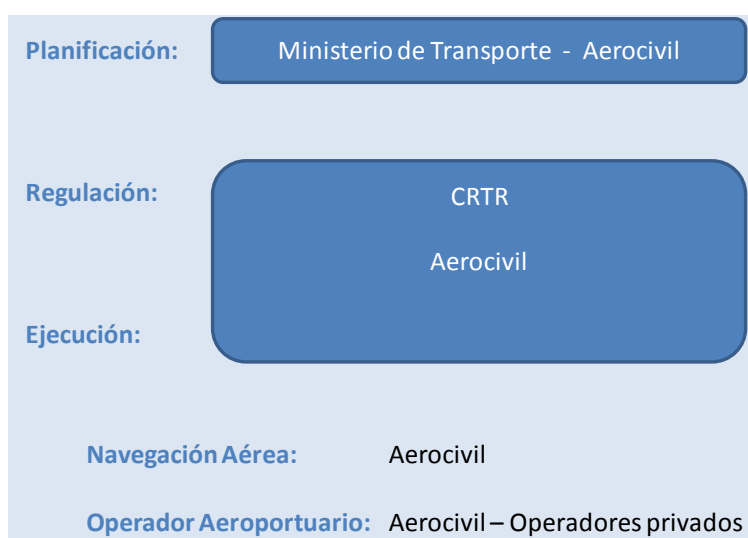 Planificación: Ministerio de Transporte - Aerocivil
Regulación: CRTR
Aerocivil
Ejecución:
Navegación Aérea: Aerocivil
Operador Aeroportuario: Aerocivil – Operadores privados